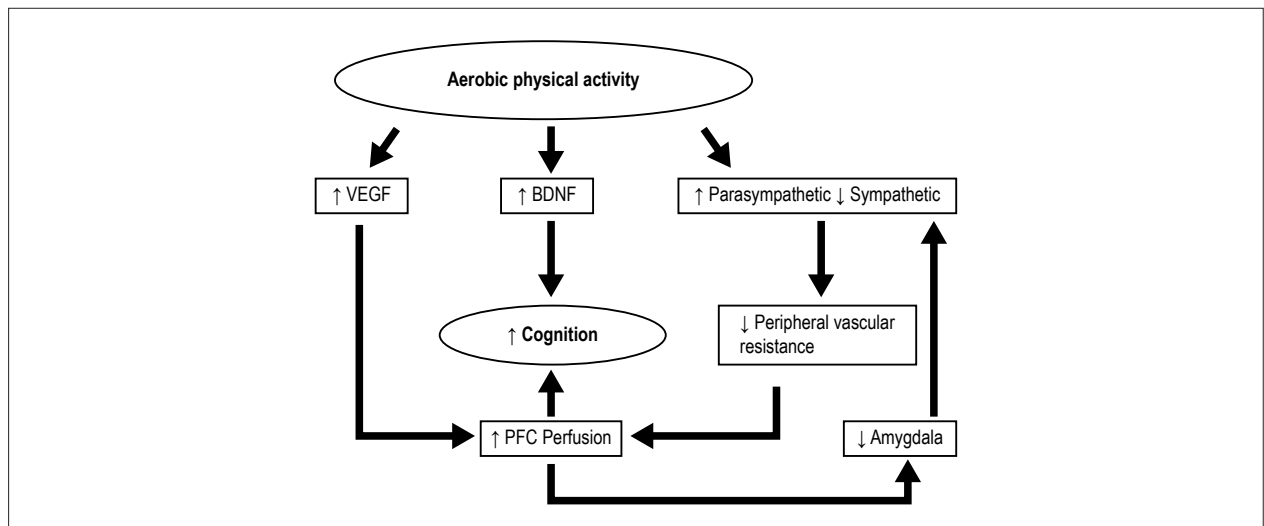 Aerobic physical activity
↑ VEGF
↑ BDNF
↑ Parasympathetic ↓ Sympathetic
↑ Cognition
↓ Peripheral vascular
resistance
↑ PFC Perfusion
↓ Amygdala